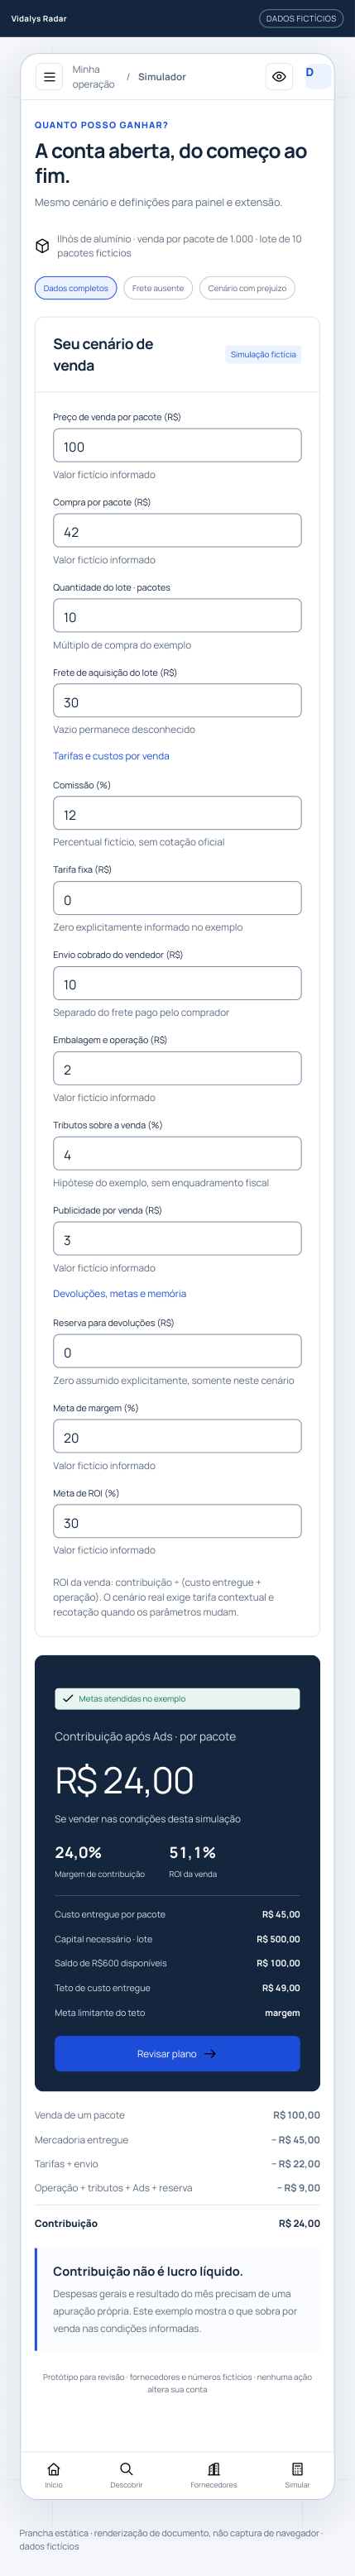 Vidalys Radar
DADOS FICTÍCIOS
Minha
operação
/
Simulador
D
QUANTO POSSO GANHAR?
A conta aberta, do começo ao
fim.
Mesmo cenário e definições para painel e extensão.
Ilhós de alumínio · venda por pacote de 1.000 · lote de 10
pacotes fictícios
Dados completos
Frete ausente
Cenário com prejuízo
Seu cenário de
venda
Simulação fictícia
Preço de venda por pacote (R$)
100
Valor fictício informado
Compra por pacote (R$)
42
Valor fictício informado
Quantidade do lote · pacotes
10
Múltiplo de compra do exemplo
Frete de aquisição do lote (R$)
30
Vazio permanece desconhecido
Tarifas e custos por venda
Comissão (%)
12
Percentual fictício, sem cotação oficial
Tarifa fixa (R$)
0
Zero explicitamente informado no exemplo
Envio cobrado do vendedor (R$)
10
Separado do frete pago pelo comprador
Embalagem e operação (R$)
2
Valor fictício informado
Tributos sobre a venda (%)
4
Hipótese do exemplo, sem enquadramento fiscal
Publicidade por venda (R$)
3
Valor fictício informado
Devoluções, metas e memória
Reserva para devoluções (R$)
0
Zero assumido explicitamente, somente neste cenário
Meta de margem (%)
20
Valor fictício informado
Meta de ROI (%)
30
Valor fictício informado
ROI da venda: contribuição ÷ (custo entregue +
operação). O cenário real exige tarifa contextual e
recotação quando os parâmetros mudam.
Metas atendidas no exemplo
Contribuição após Ads · por pacote
R$ 24,00
Se vender nas condições desta simulação
24,0%
Margem de contribuição
51,1%
ROI da venda
Custo entregue por pacote
R$ 45,00
Capital necessário · lote
R$ 500,00
Saldo de R$600 disponíveis
R$ 100,00
Teto de custo entregue
R$ 49,00
Meta limitante do teto
margem
Revisar plano
Venda de um pacote
R$ 100,00
Mercadoria entregue
− R$ 45,00
Tarifas + envio
− R$ 22,00
Operação + tributos + Ads + reserva
− R$ 9,00
Contribuição
R$ 24,00
Contribuição não é lucro líquido.
Despesas gerais e resultado do mês precisam de uma
apuração própria. Este exemplo mostra o que sobra por
venda nas condições informadas.
Protótipo para revisão · fornecedores e números fictícios · nenhuma ação
altera sua conta
Início
Descobrir
Fornecedores
Simular
Prancha estática · renderização de documento, não captura de navegador ·
dados fictícios